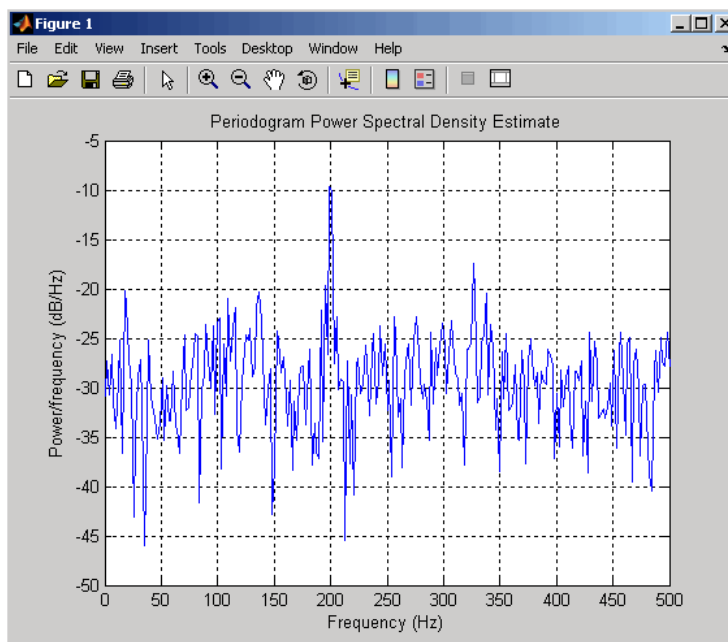 Figure 1
File Edit View Insert Tools Desktop Window Help
Periodogram Power Spectral Density Estimate
Power/frequency (dB/Hz)
-5
-10
-15
-20
-25
-30
-35
-40
-45
-50
0 50 100 150 200 250 300 350 400 450 500
Frequency (Hz)